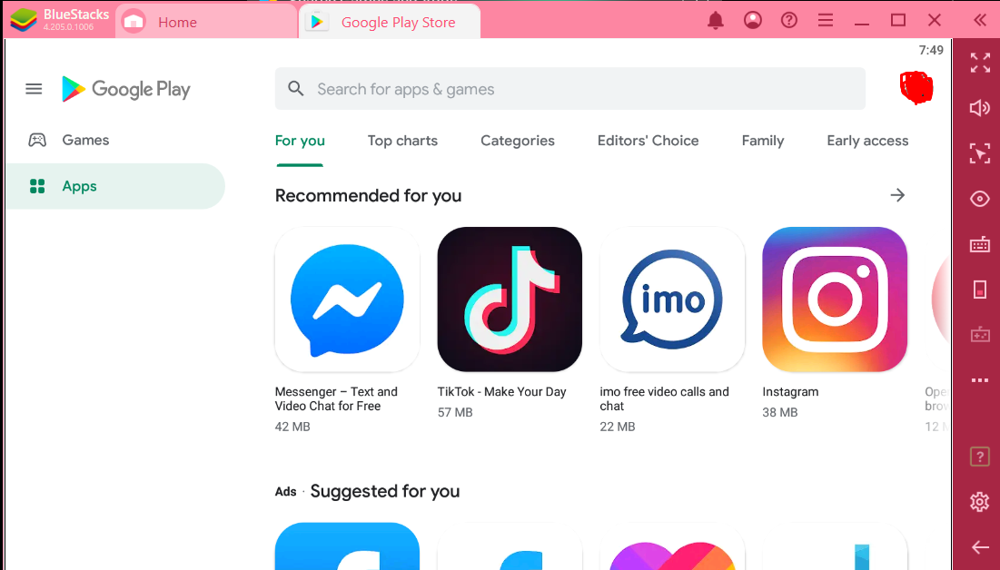 BlueStacks
4.205.0.1006
Home
Google Play Store
7:49
Google Play
Search for apps & games
Games
Apps
For you
Top charts
Categories
Editors' Choice
Family
Early access
Recommended for you
imo
Messenger – Text and
Video Chat for Free
42 MB
TikTok - Make Your Day
57 MB
imo free video calls and
chat
22 MB
Instagram
38 MB
Ope
brow
12 M
Ads · Suggested for you